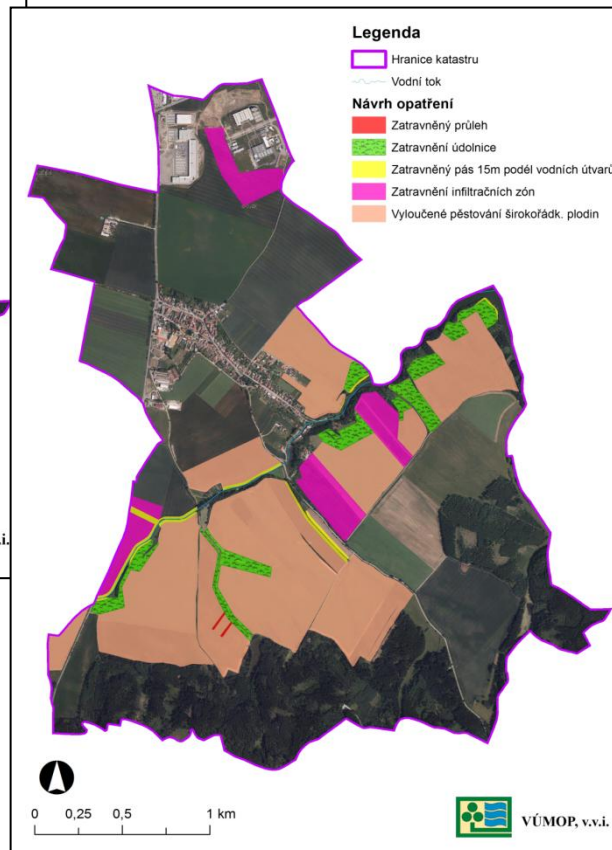 Legenda
Hranice katastru
Vodní tok
Návrh opatření
Zatravněný průleh
Zatravnění údolnice
Zatravněný pás 15m podél vodních útvarů
Zatravnění infiltračních zón
Vyloučené pěstování širokořádk. plodin
.i.
0 0,25 0,5 1 km
VÚMOP, v.v.i.